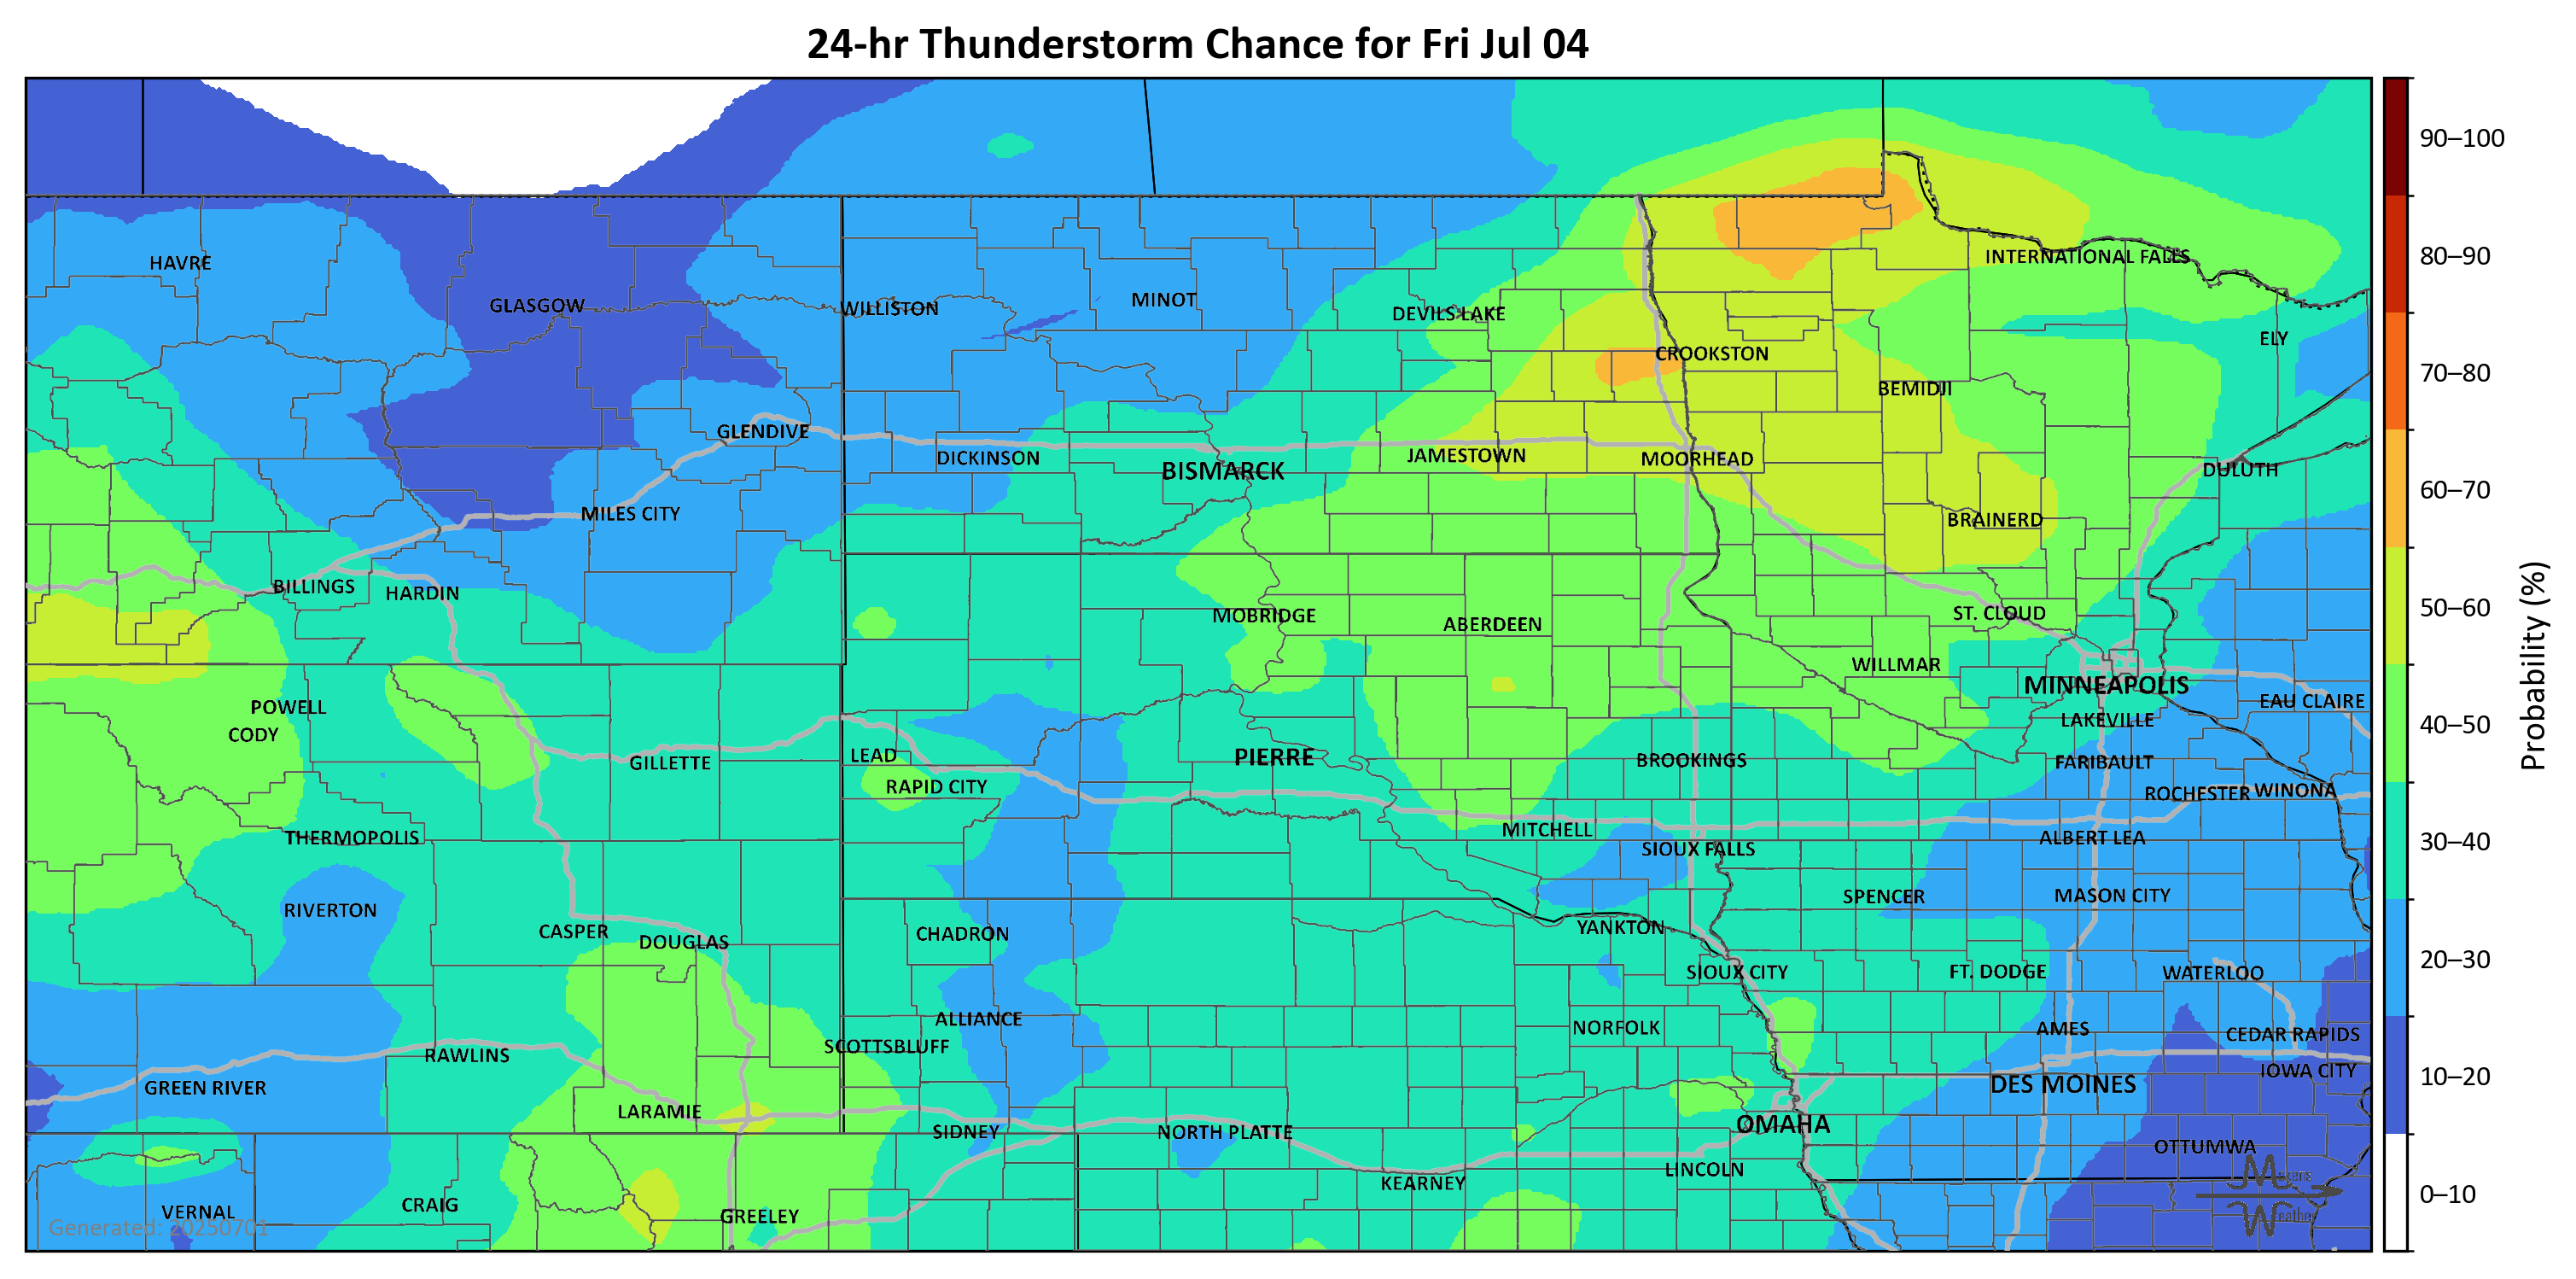 24-hr Thunderstorm Chance for Fri Jul 04
90–100
80–90
70–80
60–70
50–60
40–50
30–40
20–30
10–20
0–10
Probability (%)
HAVRE
GLASGOW
WILLISTON
MINOT
DEVILS LAKE
INTERNATIONAL FALLS
ELY
CROOKSTON
BEMIDJI
GLENDIVE
DICKINSON
BISMARCK
JAMESTOWN
MOORHEAD
DULUTH
MILES CITY
BRAINERD
BILLINGS
HARDIN
MOBRIDGE
ABERDEEN
ST. CLOUD
WILLMAR
MINNEAPOLIS
EAU CLAIRE
POWELL
CODY
LAKEVILLE
GILLETTE
LEAD
PIERRE
BROOKINGS
FARIBAULT
RAPID CITY
ROCHESTER
WINONA
THERMOPOLIS
MITCHELL
SIOUX FALLS
ALBERT LEA
RIVERTON
SPENCER
MASON CITY
CASPER
DOUGLAS
CHADRON
YANKTON
SIOUX CITY
FT. DODGE
WATERLOO
ALLIANCE
NORFOLK
AMES
CEDAR RAPIDS
SCOTTSBLUFF
RAWLINS
GREEN RIVER
DES MOINES
IOWA CITY
LARAMIE
SIDNEY
NORTH PLATTE
OMAHA
OTTUMWA
LINCOLN
KEARNEY
VERNAL
CRAIG
GREELEY
Generated: 20250701
Makens
Weather